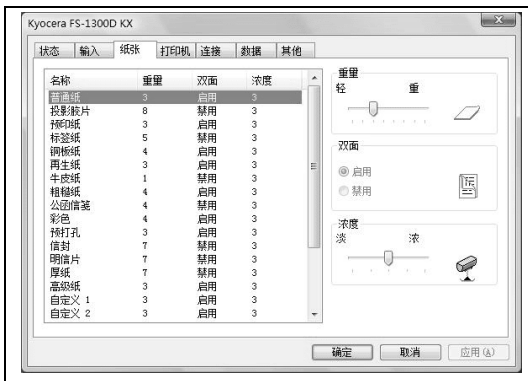 Kyocera FS-1300D KX
状态 输入 纸张 打印机 连接 数据 其他
名称 重量 双面 浓度
普通纸 3 启用 3
投影胶片 8 禁用 3
预印纸 3 启用 3
标签纸 5 禁用 3
铜板纸 4 启用 3
再生纸 3 启用 3
牛皮纸 1 禁用 3
粗糙纸 4 启用 3
公函信笺 4 启用 3
彩色 4 启用 3
预打孔 3 启用 3
信封 7 禁用 3
明信片 7 禁用 3
厚纸 7 禁用 3
高级纸 3 启用 3
自定义 1 3 启用 3
自定义 2 3 启用 3
重量
轻 重
双面
启用
禁用
浓度
淡 浓
确定 取消 应用(A)